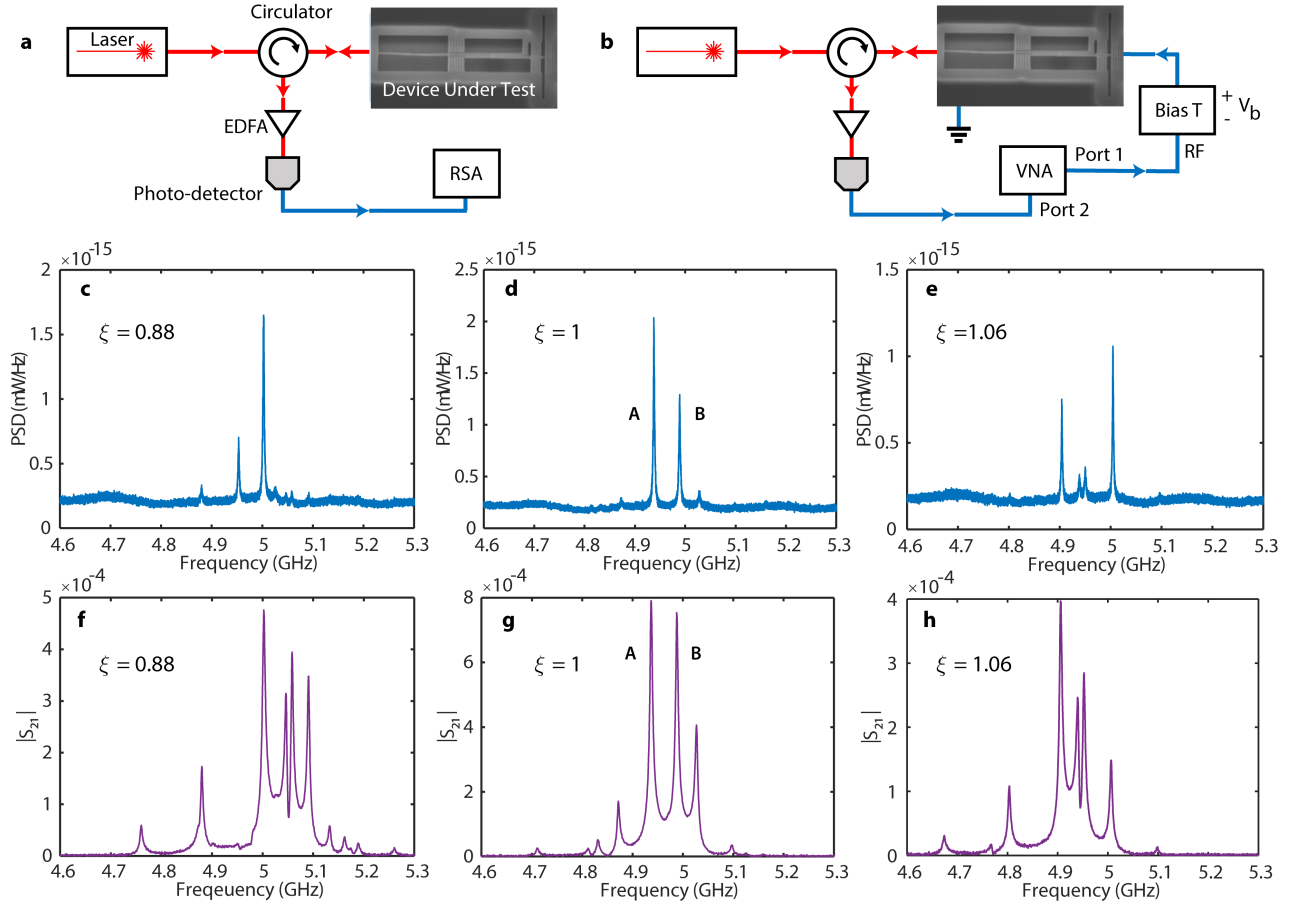 a
Laser
Circulator
Device Under Test
EDFA
Photo-detector
RSA
b
Bias T
+
-
V_b
RF
Port 1
VNA
Port 2
×10^-15
c
ξ = 0.88
PSD (mW/Hz)
2
1.5
1
0.5
0
4.6 4.7 4.8 4.9 5 5.1 5.2 5.3
Frequency (GHz)
×10^-15
d
ξ = 1
A
B
PSD (mW/Hz)
2.5
2
1.5
1
0.5
0
4.6 4.7 4.8 4.9 5 5.1 5.2 5.3
Frequency (GHz)
×10^-15
e
ξ =1.06
PSD (mW/Hz)
1.5
1
0.5
0
4.6 4.7 4.8 4.9 5 5.1 5.2 5.3
Frequency (GHz)
×10^-4
f
ξ = 0.88
|S_21|
5
4
3
2
1
0
4.6 4.7 4.8 4.9 5 5.1 5.2 5.3
Frequency (GHz)
×10^-4
g
ξ = 1
A
B
|S_21|
8
6
4
2
0
4.6 4.7 4.8 4.9 5 5.1 5.2 5.3
Frequency (GHz)
×10^-4
h
ξ = 1.06
|S_21|
4
3
2
1
0
4.6 4.7 4.8 4.9 5 5.1 5.2 5.3
Frequency (GHz)